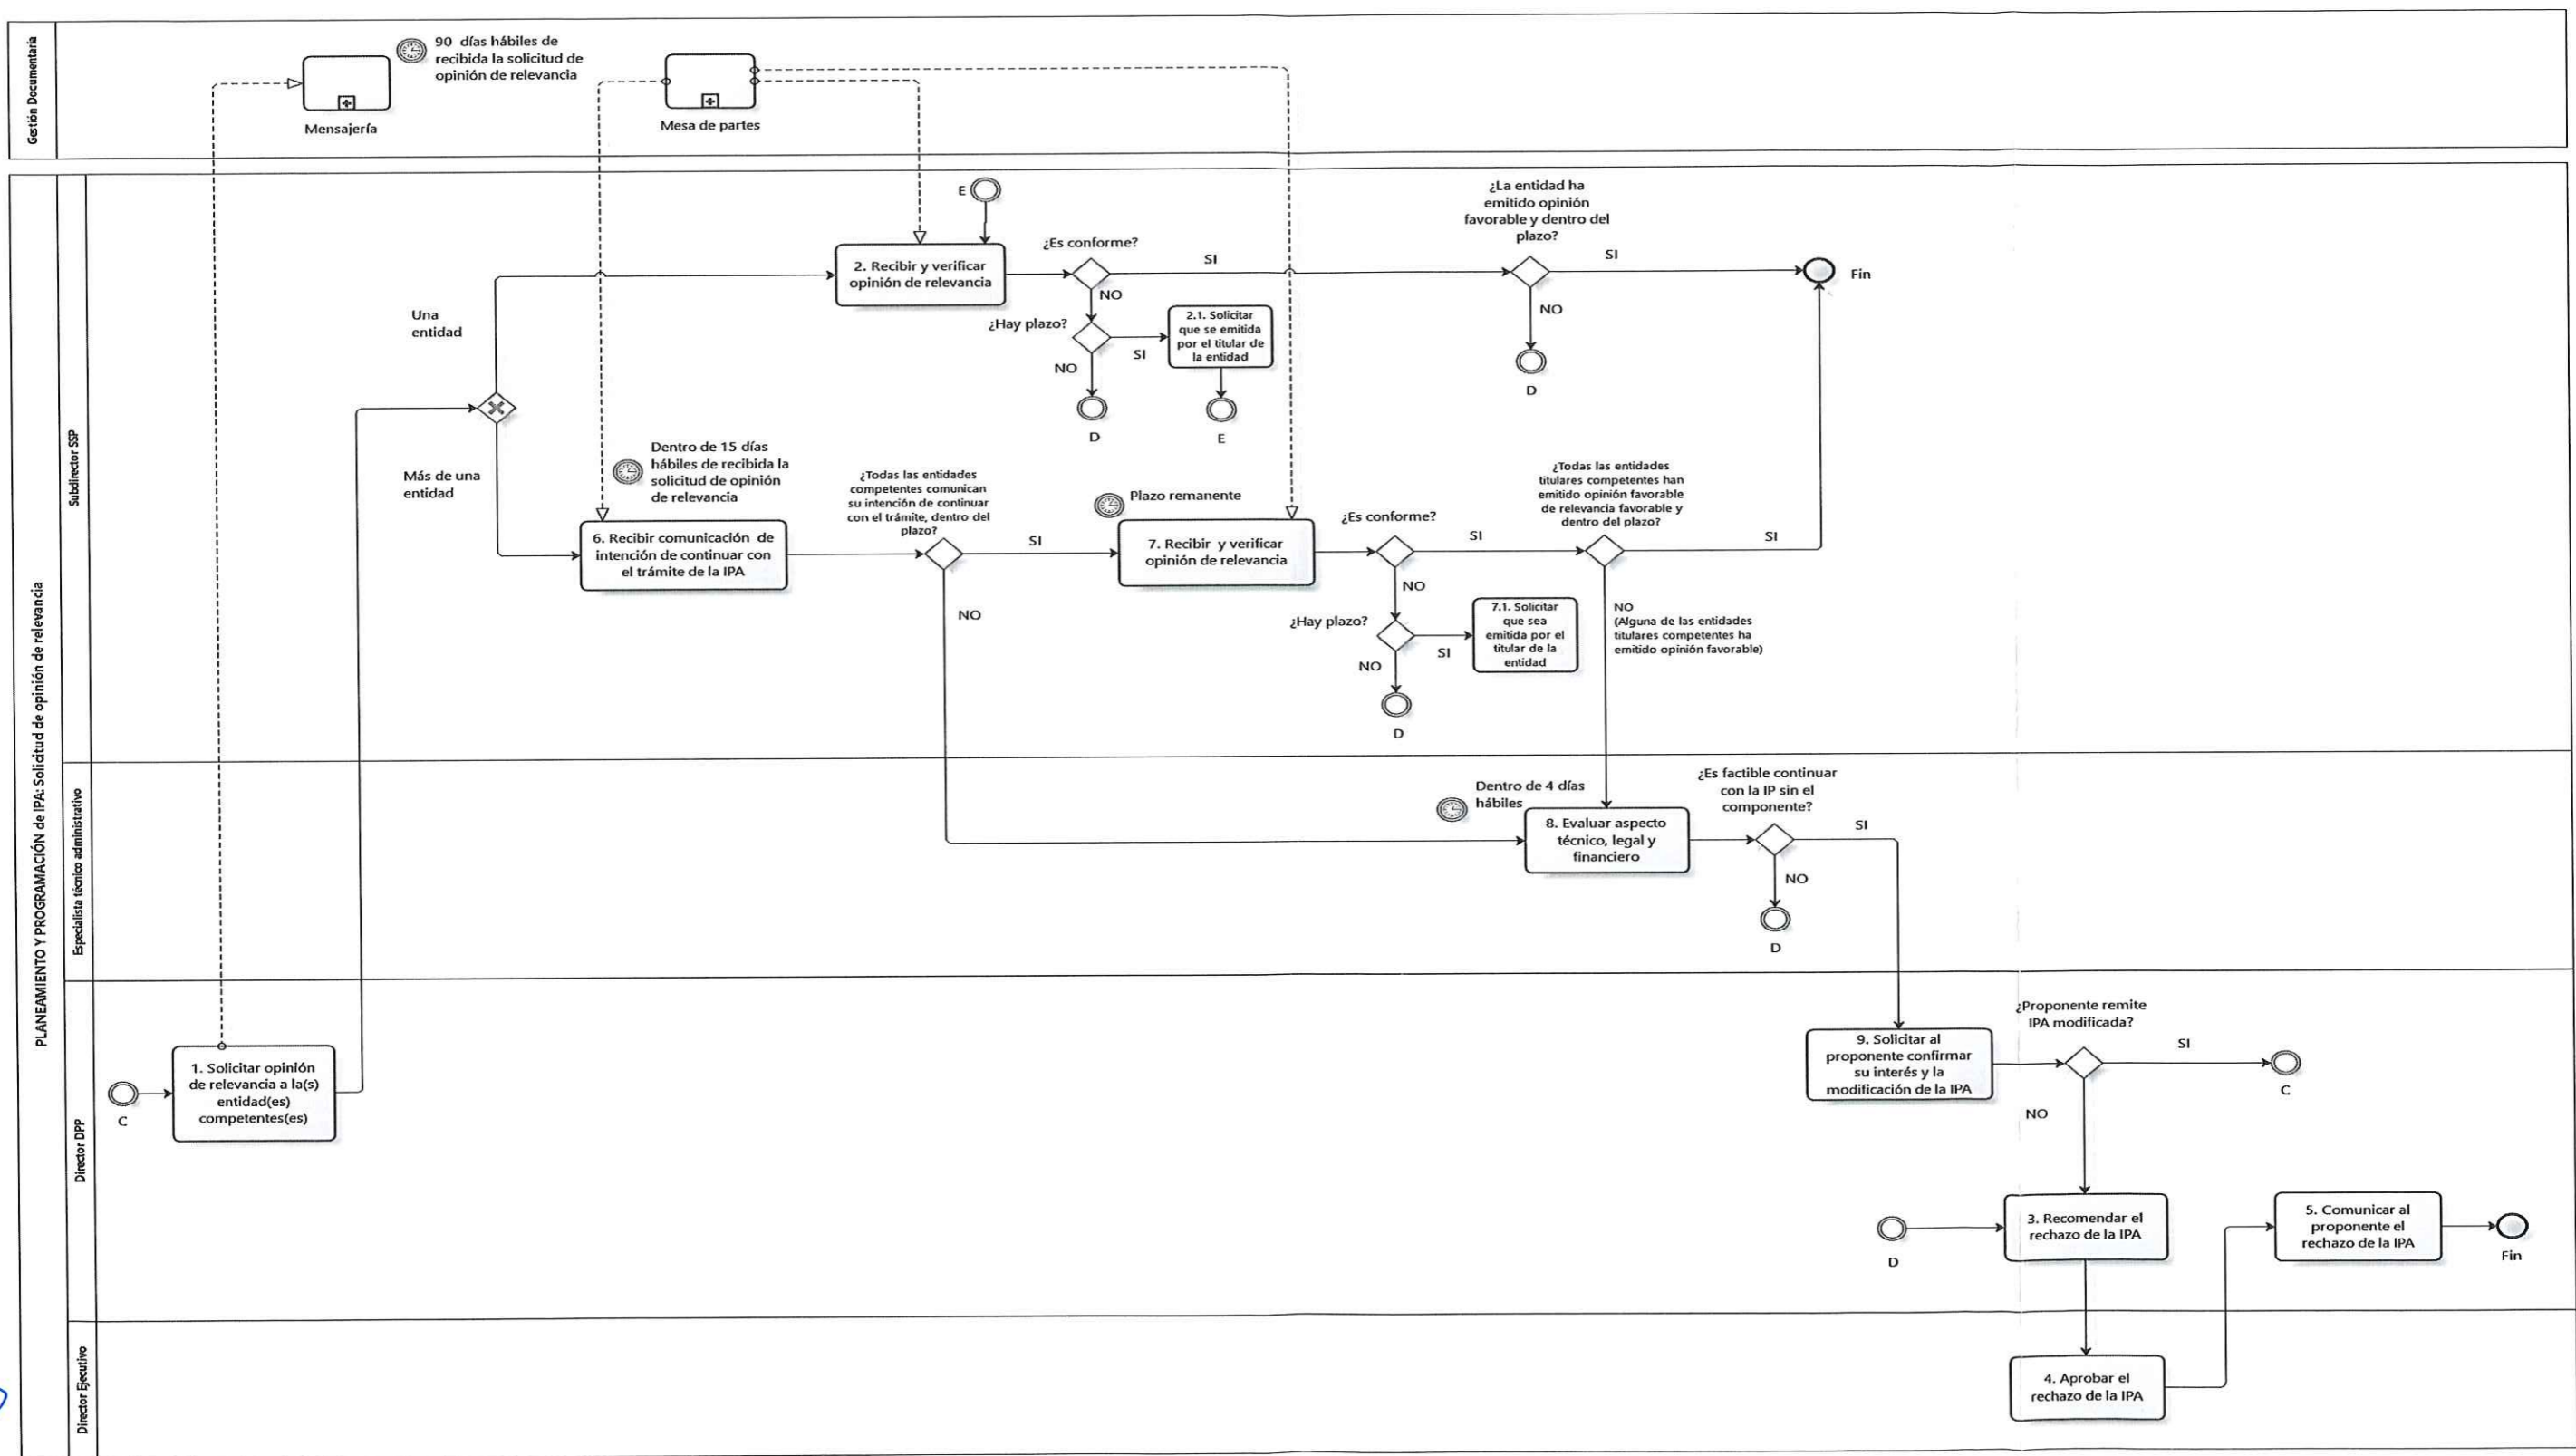 Gestión Documentaria
90 días hábiles de
recibida la solicitud de
opinión de relevancia
Mensajería
Mesa de partes
PLANEAMIENTO Y PROGRAMACIÓN de IPA: Solicitud de opinión de relevancia
Subdirector SSP
E
2. Recibir y verificar
opinión de relevancia
¿Es conforme?
SI
NO
¿Hay plazo?
SI
NO
D
2.1. Solicitar
que se emitida
por el titular de
la entidad
E
¿La entidad ha
emitido opinión
favorable y dentro del
plazo?
SI
NO
D
Fin
Una
entidad
Más de una
entidad
Dentro de 15 días
hábiles de recibida la
solicitud de opinión
de relevancia
6. Recibir comunicación de
intención de continuar con
el trámite de la IPA
¿Todas las entidades
competentes comunican
su intención de continuar
con el trámite, dentro del
plazo?
SI
NO
Plazo remanente
7. Recibir y verificar
opinión de relevancia
¿Es conforme?
SI
NO
¿Hay plazo?
SI
NO
D
7.1. Solicitar
que sea
emitida por el
titular de la
entidad
¿Todas las entidades
titulares competentes han
emitido opinión favorable
de relevancia favorable y
dentro del plazo?
SI
NO
(Alguna de las entidades
titulares competentes ha
emitido opinión favorable)
Especialista técnico administrativo
Dentro de 4 días
hábiles
8. Evaluar aspecto
técnico, legal y
financiero
¿Es factible continuar
con la IP sin el
componente?
SI
NO
D
Director DPP
C
1. Solicitar opinión
de relevancia a la(s)
entidad(es)
competentes(es)
9. Solicitar al
proponente confirmar
su interés y la
modificación de la IPA
¿Proponente remite
IPA modificada?
SI
C
NO
D
3. Recomendar el
rechazo de la IPA
5. Comunicar al
proponente el
rechazo de la IPA
Fin
Director Ejecutivo
4. Aprobar el
rechazo de la IPA